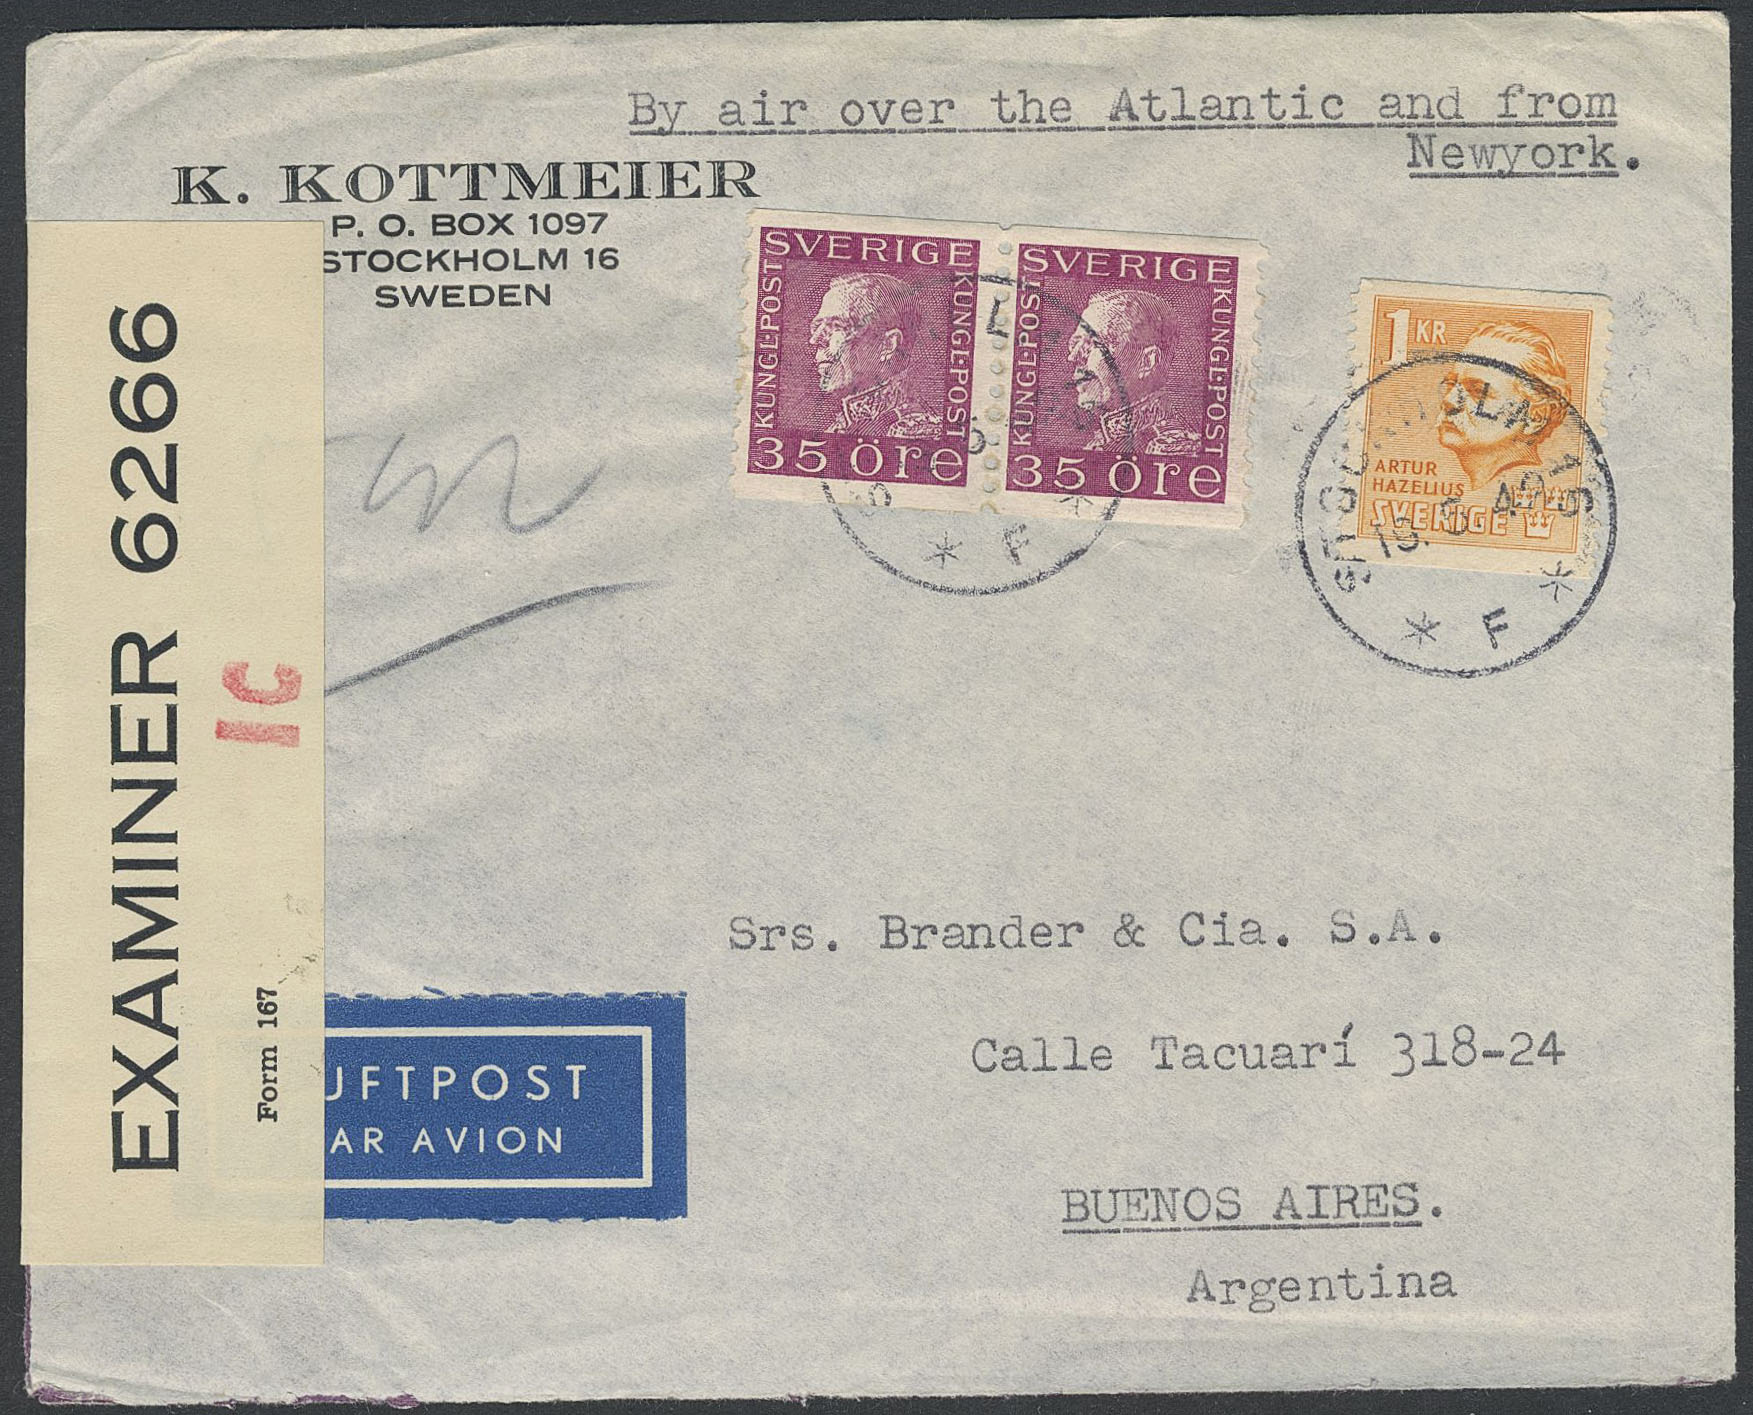 By air over the Atlantic and from
Newyork.
K. KOTTMEIER
P. O. BOX 1097
STOCKHOLM 16
SWEDEN
SVERIGE
KUNGL·POST
KUNGL·POST
35 öre
SVERIGE
KUNGL·POST
KUNGL·POST
35 öre
* F *
1 KR
ARTUR
HAZELIUS
SVERIGE
* F *
EXAMINER 6266
1C
Form 167
UFTPOST
AR AVION
Srs. Brander & Cia. S.A.
Calle Tacuarí 318-24
BUENOS AIRES.
Argentina